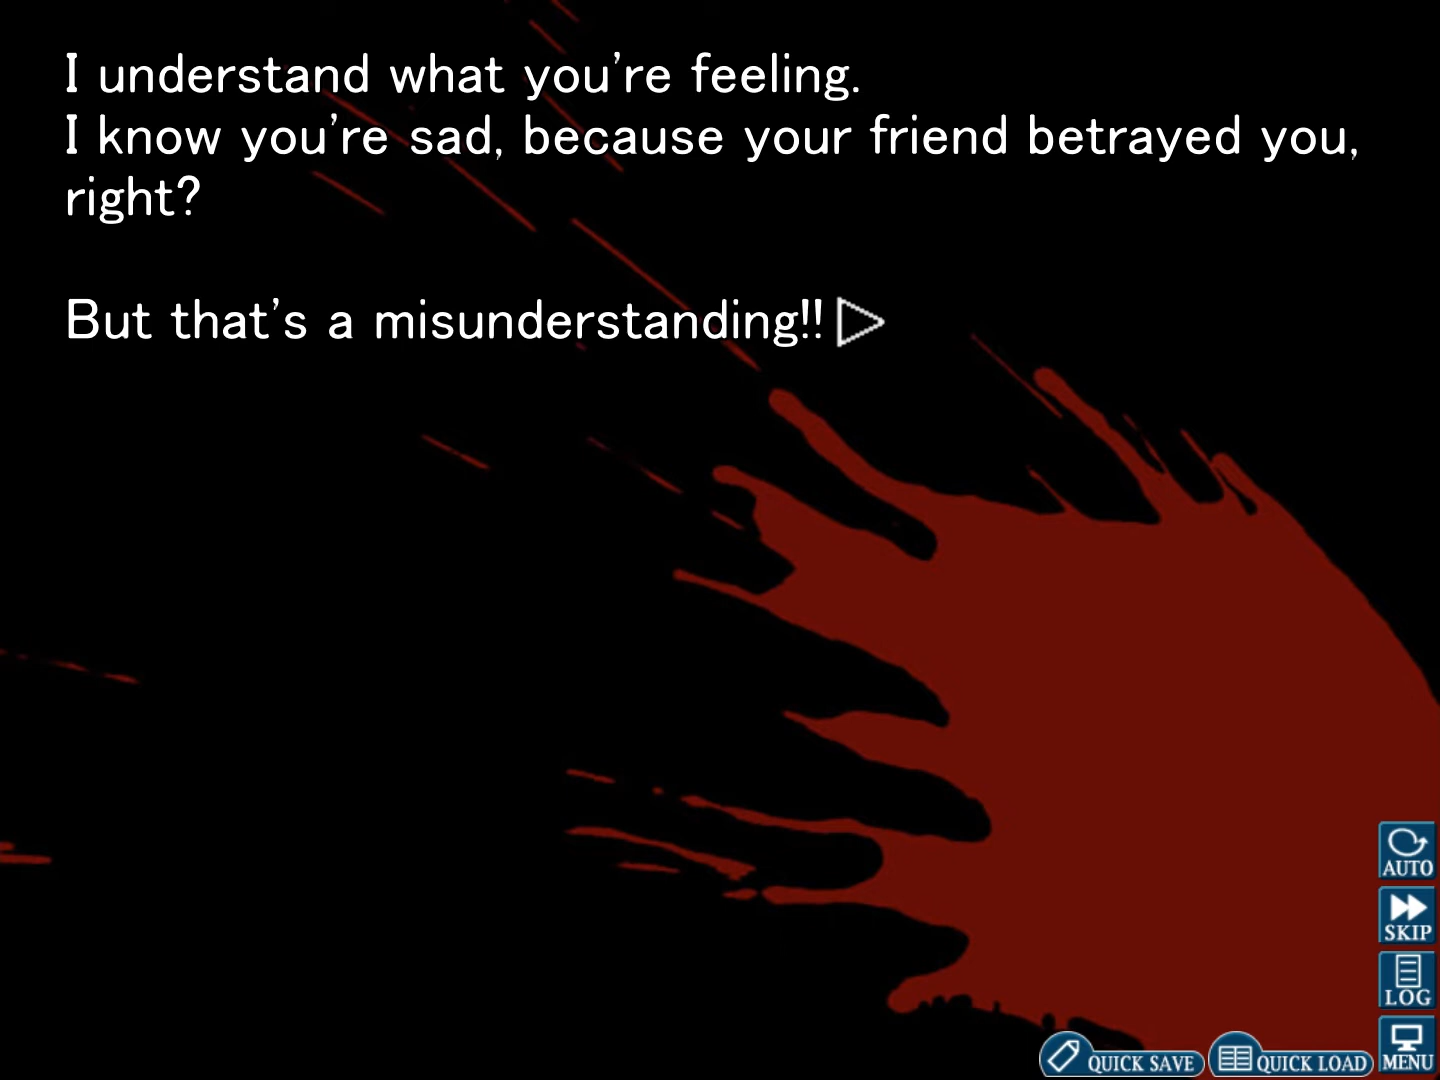 I understand what you're feeling.
I know you're sad, because your friend betrayed you,
right?
But that's a misunderstanding!!
AUTO
SKIP
LOG
QUICK SAVE
QUICK LOAD
MENU